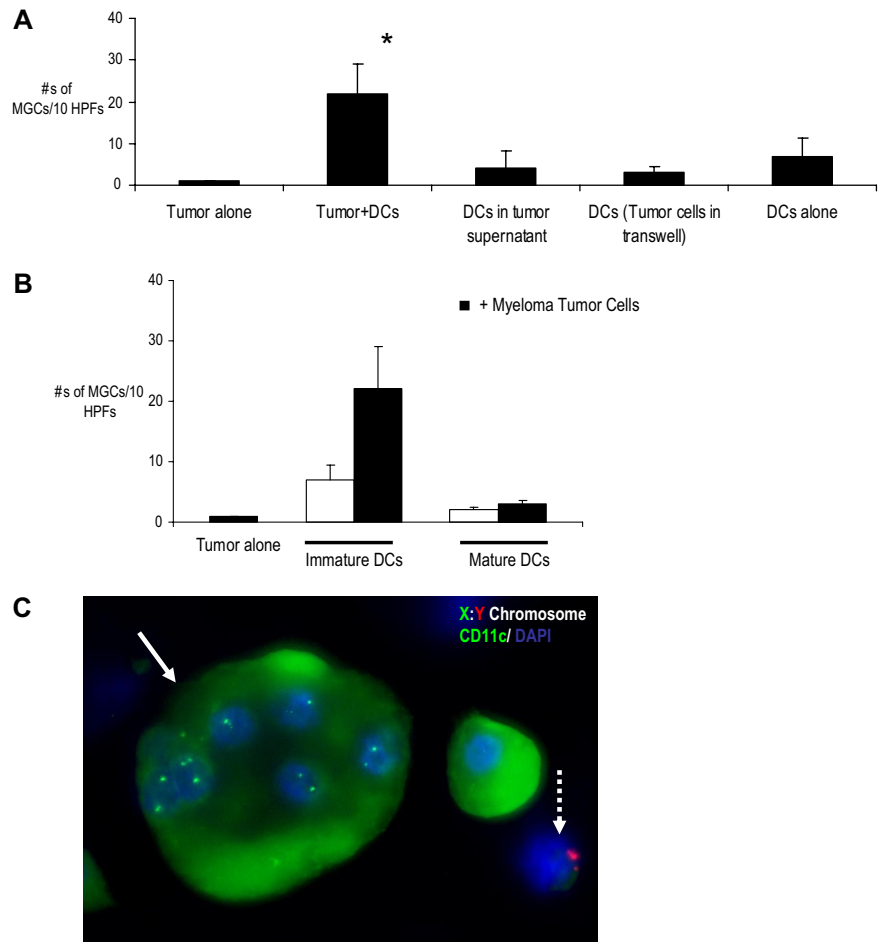 A
40
30
20
10
0
#s of
MGCs/10 HPFs
*
Tumor alone
Tumor+DCs
DCs in tumor
supernatant
DCs (Tumor cells in
transwell)
DCs alone
B
40
30
20
10
0
#s of MGCs/10
HPFs
+ Myeloma Tumor Cells
Tumor alone
Immature DCs
Mature DCs
C
X:Y Chromosome
CD11c/ DAPI